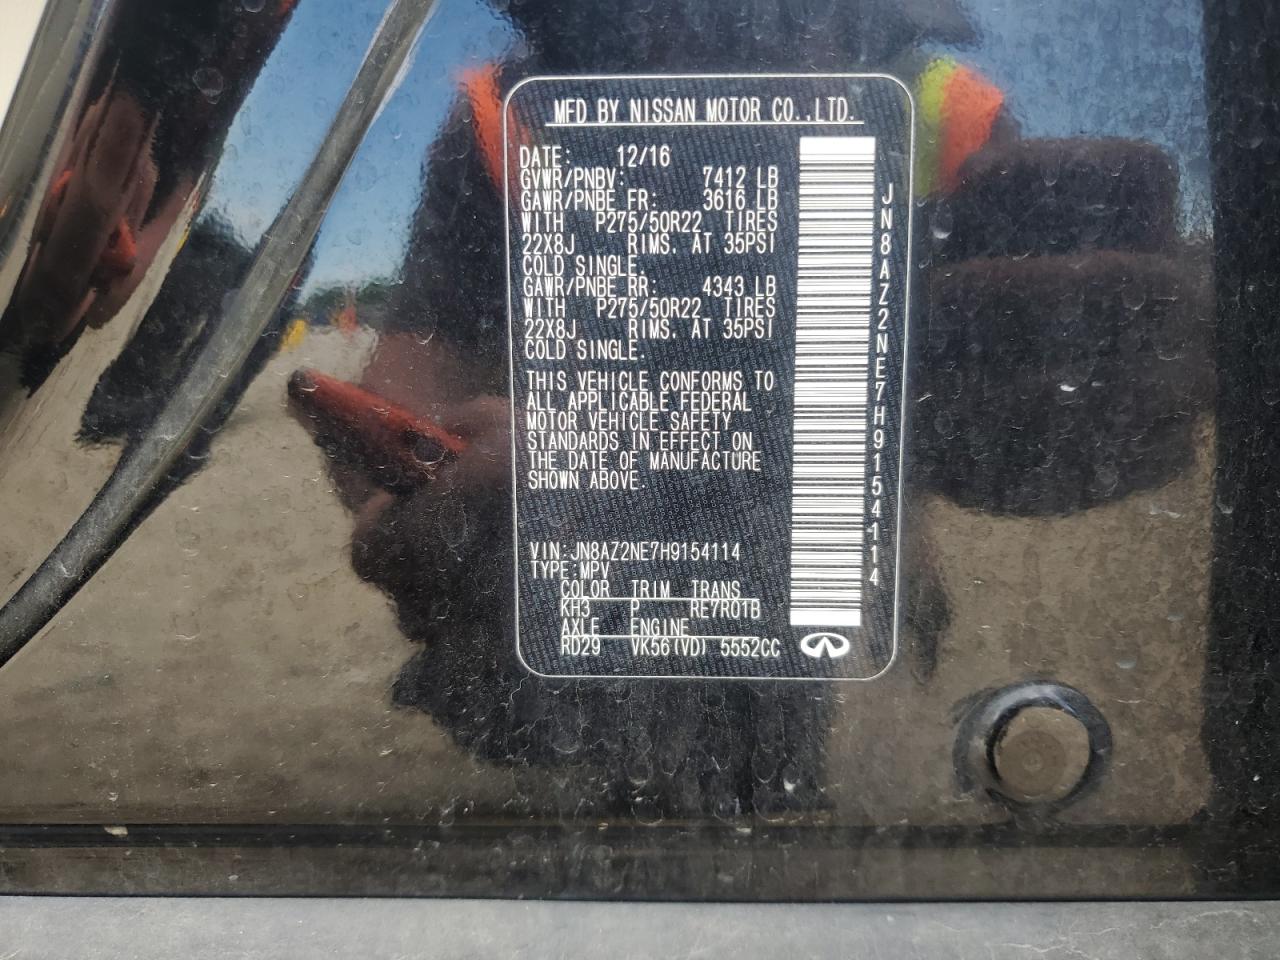 MFD BY NISSAN MOTOR CO.,LTD.
DATE: 12/16
GVWR/PNBV: 7412 LB
GAWR/PNBE FR: 3616 LB
WITH P275/50R22 TIRES
22X8J RIMS. AT 35PSI
COLD SINGLE.
GAWR/PNBE RR: 4343 LB
WITH P275/50R22 TIRES
22X8J RIMS. AT 35PSI
COLD SINGLE.
THIS VEHICLE CONFORMS TO
ALL APPLICABLE FEDERAL
MOTOR VEHICLE SAFETY
STANDARDS IN EFFECT ON
THE DATE OF MANUFACTURE
SHOWN ABOVE.
VIN:JN8AZ2NE7H9154114
TYPE:MPV
COLOR TRIM TRANS
KH3 P RE7R01B
AXLE ENGINE
RD29 VK56(VD) 5552CC
JN8AZ2NE7H9154114